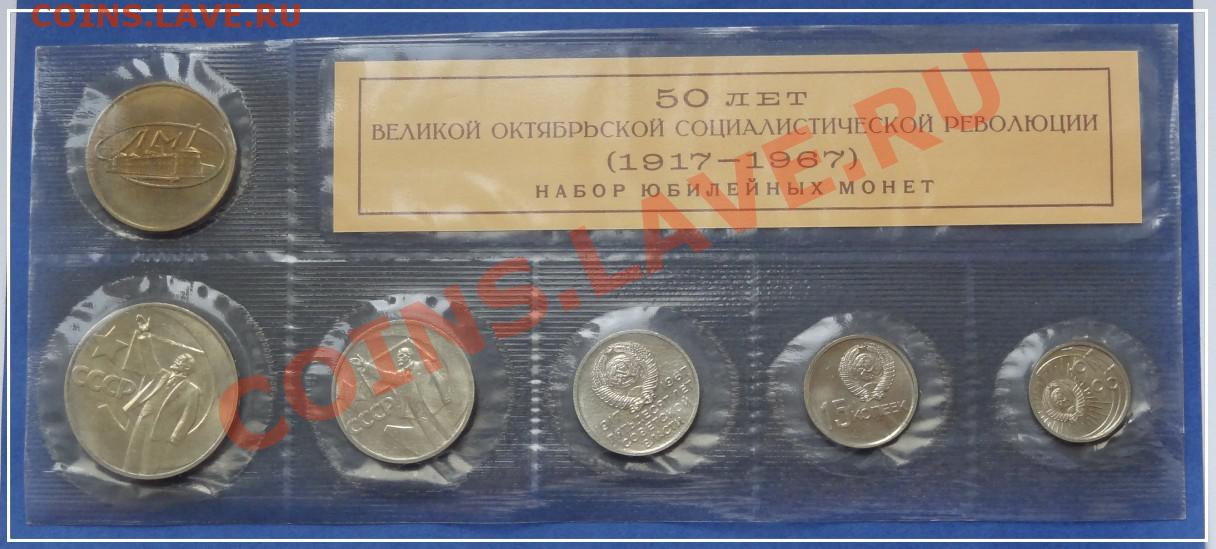 COINS.LAVE.RU
50 ЛЕТ
ВЕЛИКОЙ ОКТЯБРЬСКОЙ СОЦИАЛИСТИЧЕСКОЙ РЕВОЛЮЦИИ
(1917–1967)
НАБОР ЮБИЛЕЙНЫХ МОНЕТ
COINS.LAVE.RU
ЛМД
СССР
СССР
15 КОПЕЕК